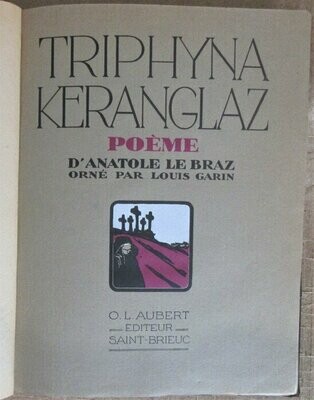 TRIPHYNA
KERANGLAZ
POÈME
D'ANATOLE LE BRAZ
ORNÉ PAR LOUIS GARIN
O. L AUBERT
EDITEUR
SAINT-BRIEUC